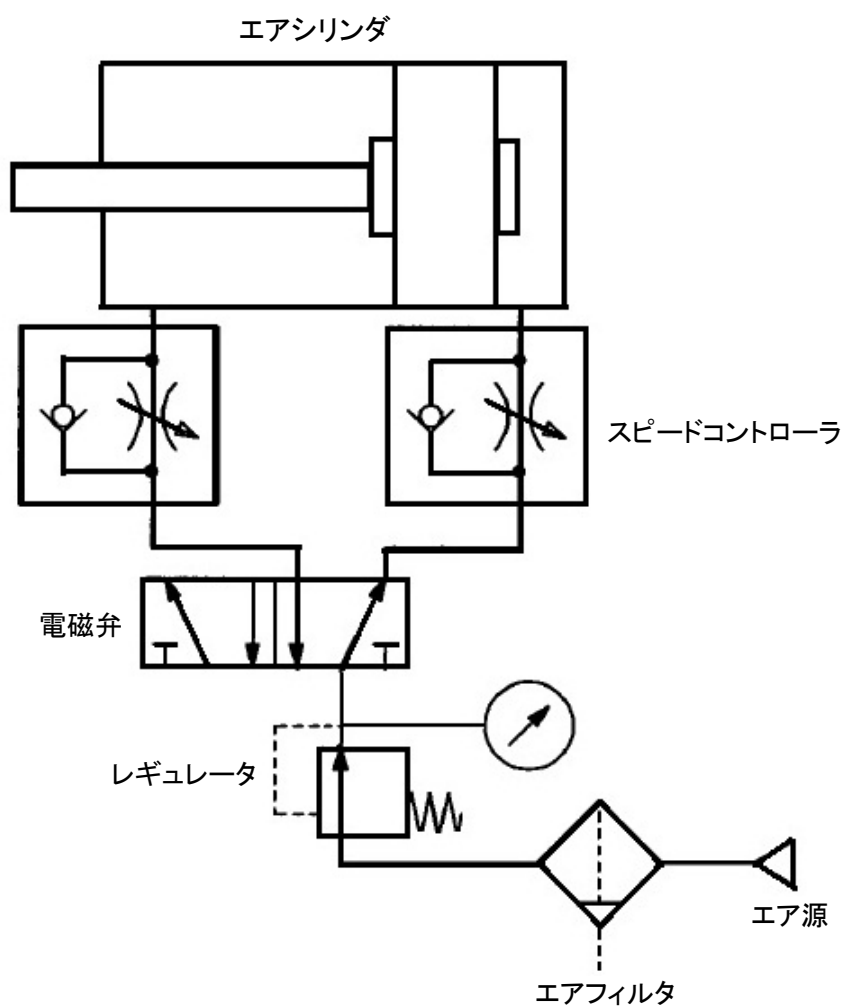 エアシリンダ
スピードコントローラ
電磁弁
レギュレータ
エア源
エアフィルタ